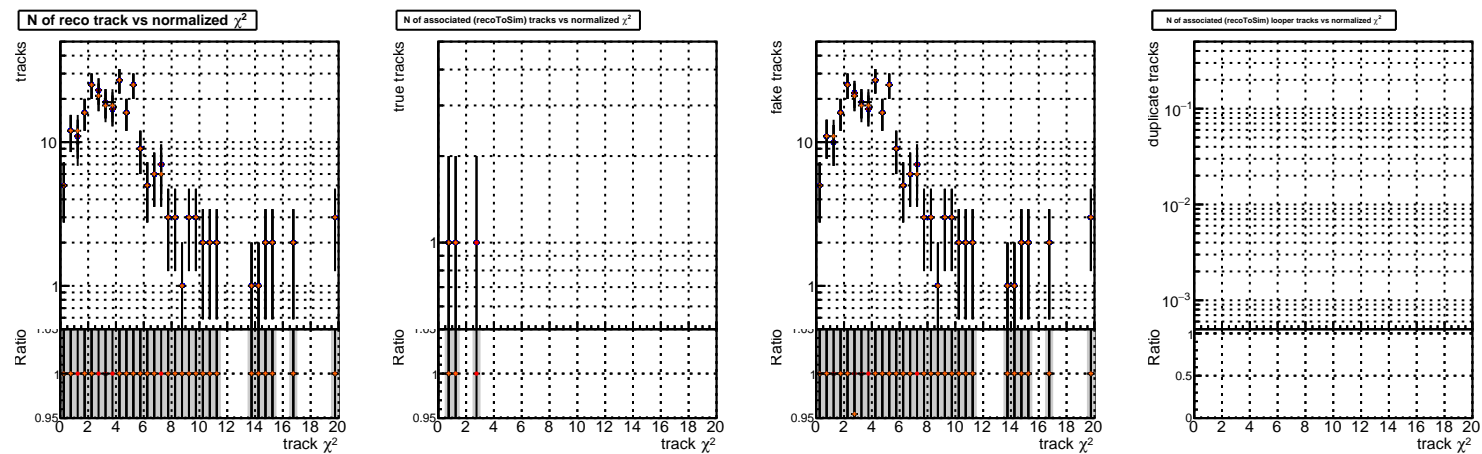 N of reco track vs normalized χ²
tracks
10
1
Ratio
1
0.95
0 2 4 6 8 10 12 14 16 18 20
track χ²
N of associated (recoToSim) tracks vs normalized χ²
true tracks
1
Ratio
1
0.95
0 2 4 6 8 10 12 14 16 18 20
track χ²
fake tracks
10
1
Ratio
1
0.95
0 2 4 6 8 10 12 14 16 18 20
track χ²
N of associated (recoToSim) looper tracks vs normalized χ²
duplicate tracks
10⁻¹
10⁻²
10⁻³
Ratio
1
0.5
0
0 2 4 6 8 10 12 14 16 18 20
track χ²